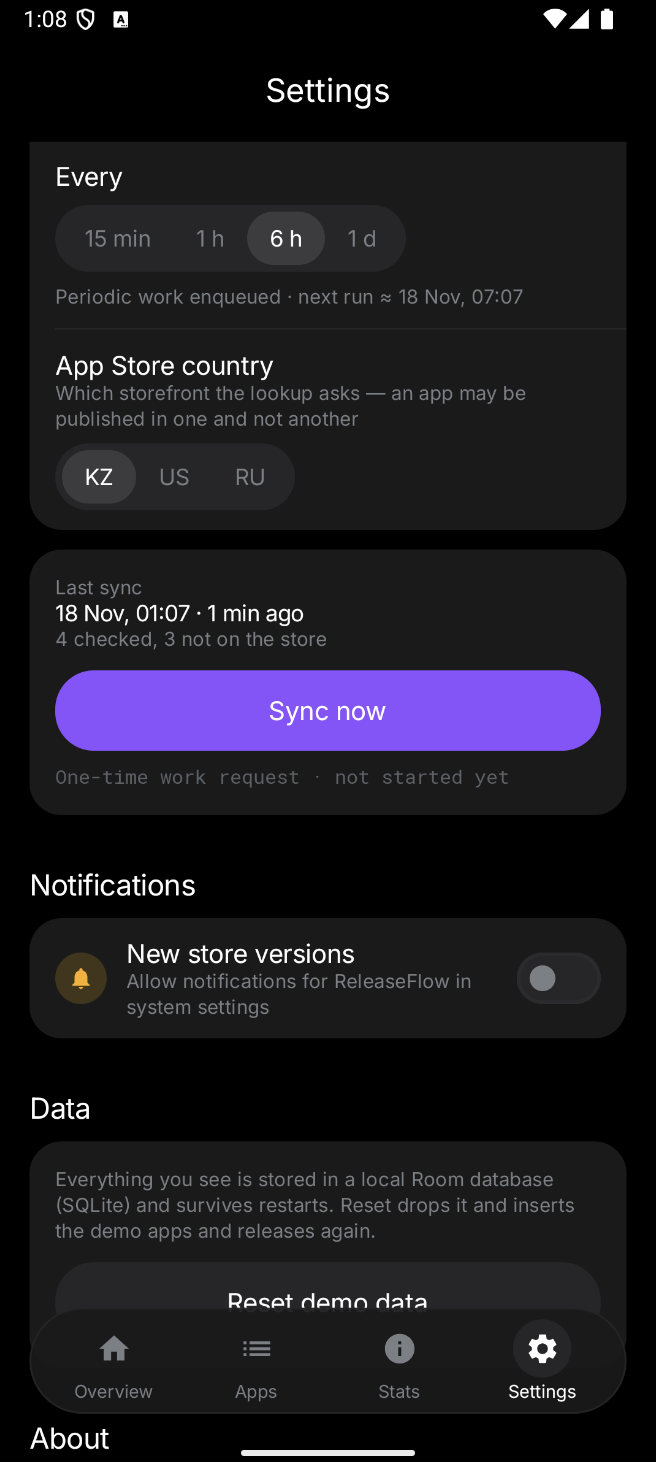 1:08
Settings
Every
15 min 1 h 6 h 1 d
Periodic work enqueued · next run ≈ 18 Nov, 07:07
App Store country
Which storefront the lookup asks — an app may be
published in one and not another
KZ US RU
Last sync
18 Nov, 01:07 · 1 min ago
4 checked, 3 not on the store
Sync now
One-time work request · not started yet
Notifications
New store versions
Allow notifications for ReleaseFlow in
system settings
Data
Everything you see is stored in a local Room database
(SQLite) and survives restarts. Reset drops it and inserts
the demo apps and releases again.
Reset demo data
Overview Apps Stats Settings
About